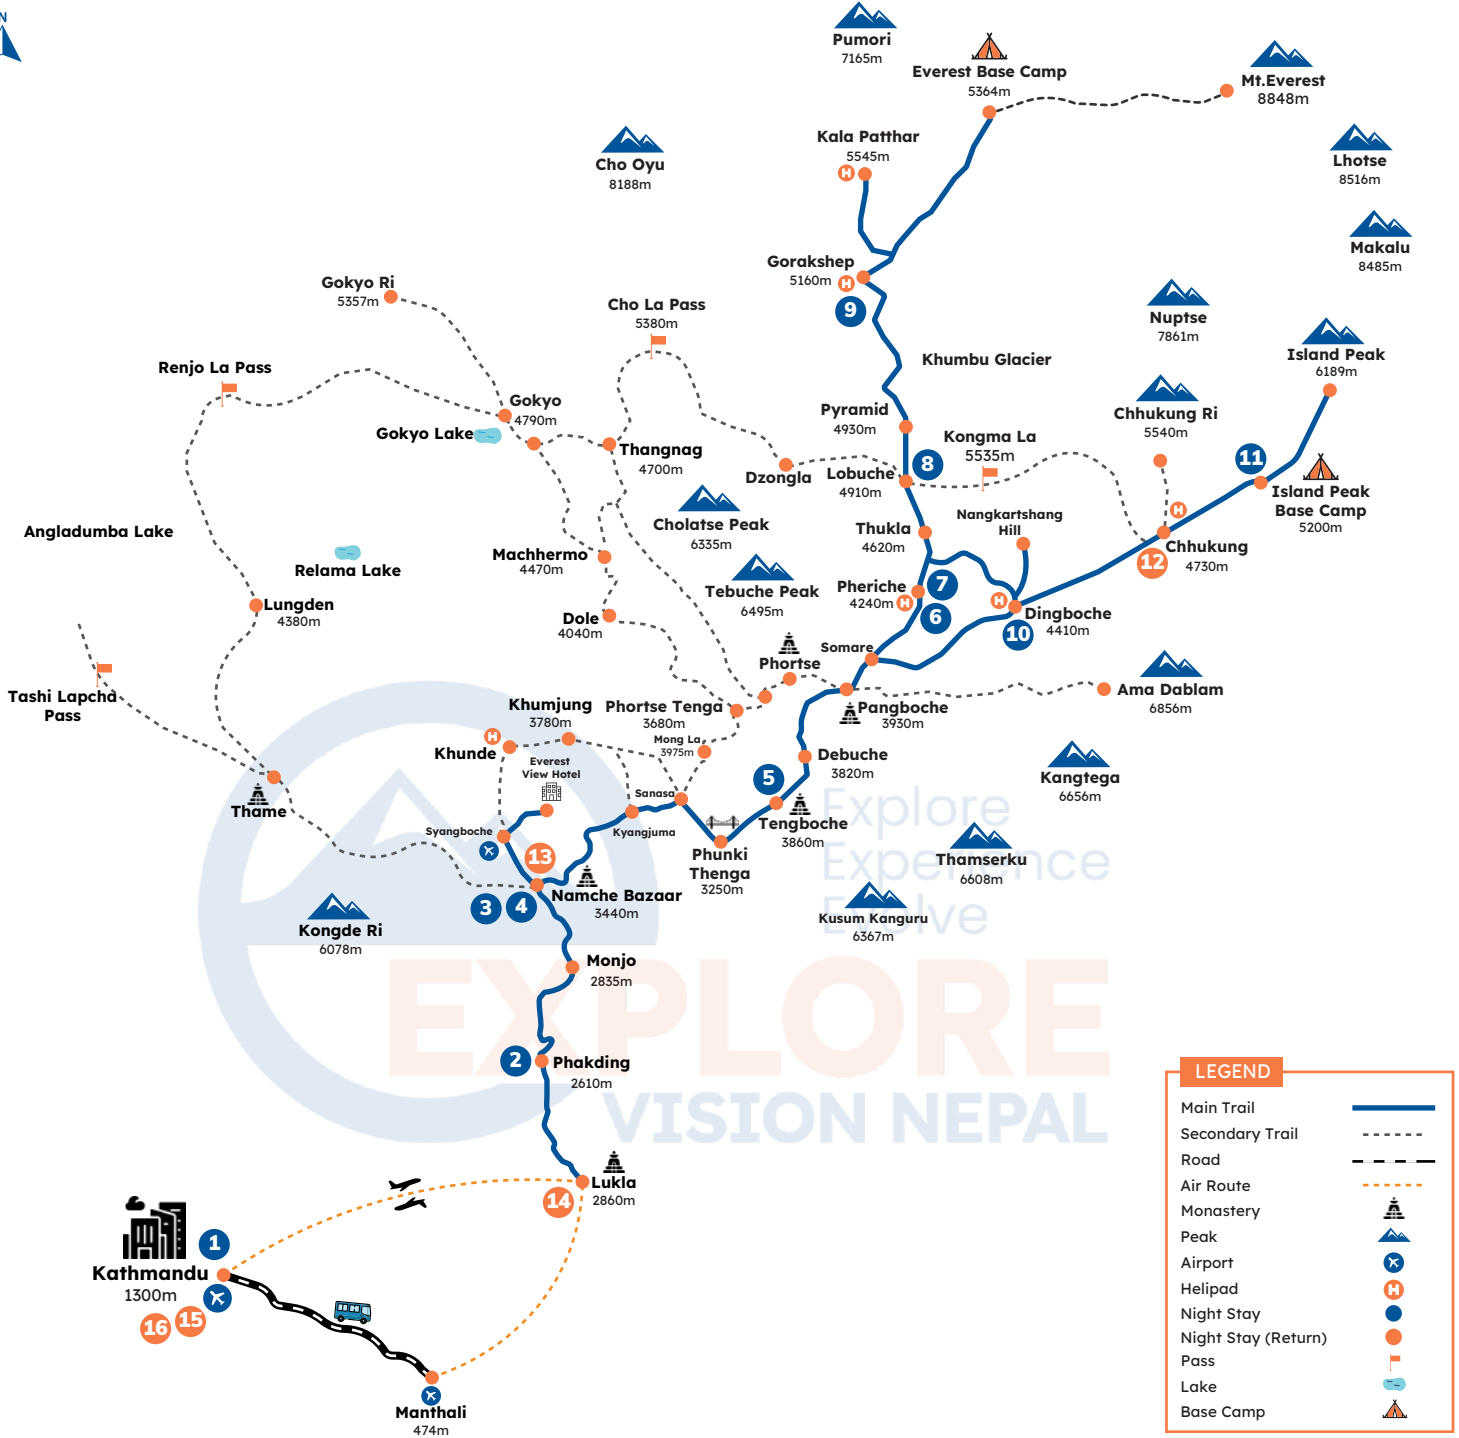 N
Pumori
7165m
Everest Base Camp
5364m
Mt.Everest
8848m
Kala Patthar
5545m
H
Cho Oyu
8188m
Lhotse
8516m
Makalu
8485m
Gorakshep
5160m
H
9
Gokyo Ri
5357m
Cho La Pass
5380m
Nuptse
7861m
Island Peak
6189m
Khumbu Glacier
Renjo La Pass
Gokyo
4790m
Gokyo Lake
Thangnag
4700m
Pyramid
4930m
Chhukung Ri
5540m
Kongma La
5535m
8
11
Dzongla
Lobuche
4910m
Island Peak
Base Camp
5200m
Cholatse Peak
6335m
Nangkartshang
Hill
H
Thukla
4620m
Angladumba Lake
Relama Lake
Machhermo
4470m
Chhukung
4730m
12
Tebuche Peak
6495m
Pheriche
4240m
H
7
6
H
Dingboche
4410m
10
Lungden
4380m
Dole
4040m
Somare
Phortse
Tashi Lapcha
Pass
Ama Dablam
6856m
Khumjung
3780m
Phortse Tenga
3680m
Pangboche
3930m
H
Khunde
Mong La
3975m
Everest
View Hotel
Debuche
3820m
5
Kangtega
6656m
Thame
Sanasa
Syangboche
Kyangjuma
Tengboche
3860m
Explore
Experience
Evolve
Phunki
Thenga
3250m
Thamserku
6608m
13
Namche Bazaar
3440m
3
4
Kusum Kanguru
6367m
Kongde Ri
6078m
Monjo
2835m
EXPLORE
VISION NEPAL
2
Phakding
2610m
Lukla
2860m
14
1
Kathmandu
1300m
16
15
Manthali
474m
LEGEND
Main Trail
Secondary Trail
Road
Air Route
Monastery
Peak
Airport
Helipad
H
Night Stay
Night Stay (Return)
Pass
Lake
Base Camp